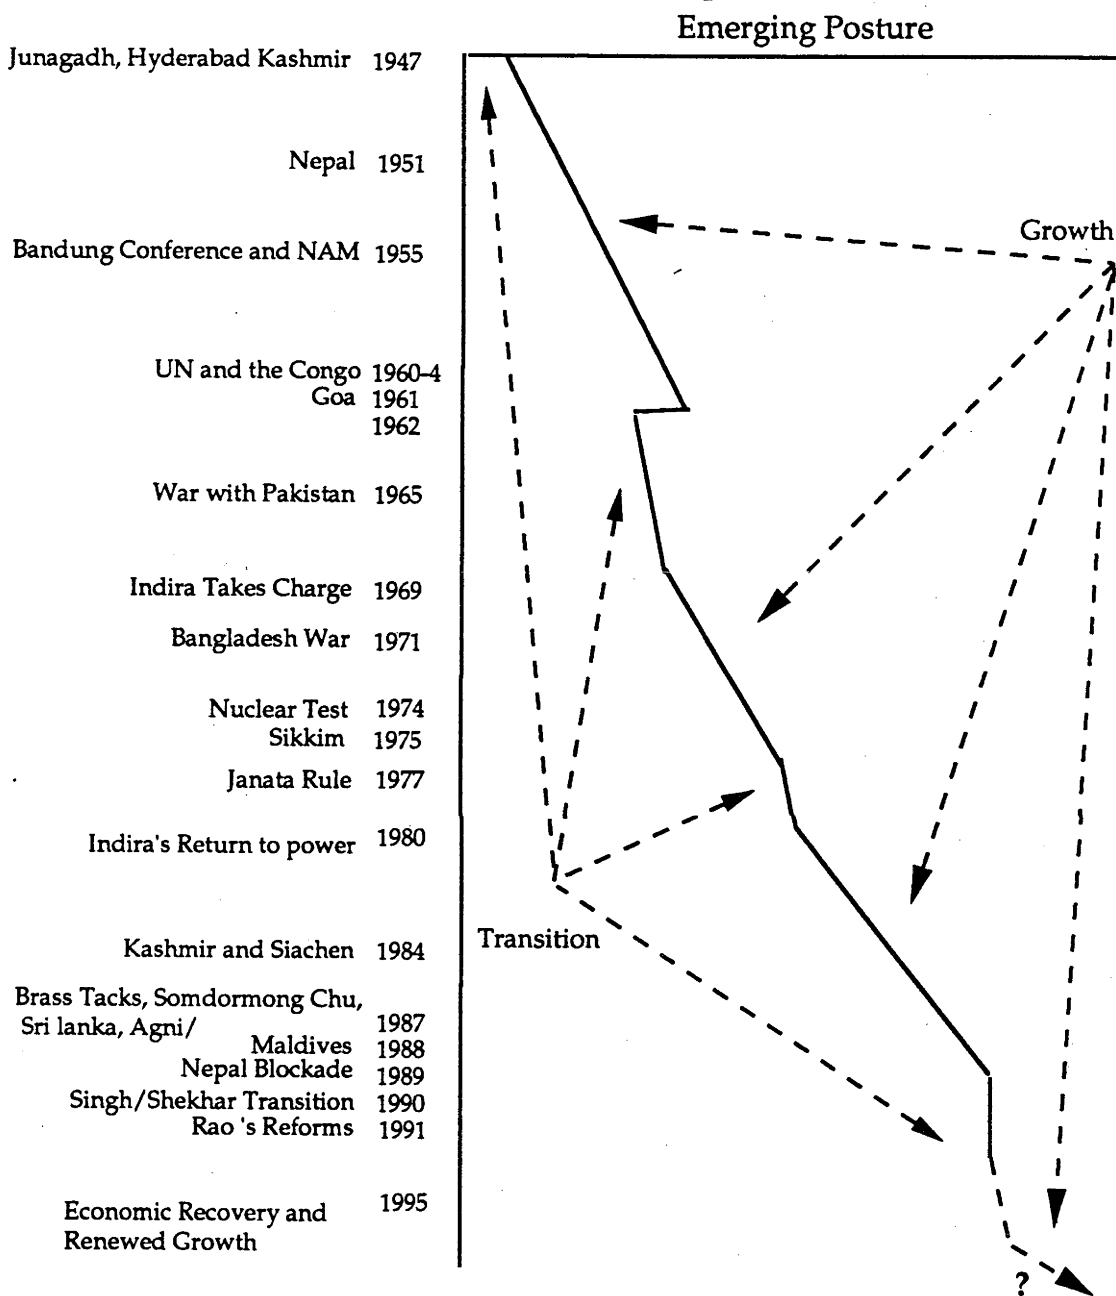 Emerging Posture
Junagadh, Hyderabad Kashmir 1947
Nepal 1951
Growth
Bandung Conference and NAM 1955
UN and the Congo 1960-4
Goa 1961
1962
War with Pakistan 1965
Indira Takes Charge 1969
Bangladesh War 1971
Nuclear Test 1974
Sikkim 1975
Janata Rule 1977
Indira's Return to power 1980
Transition
Kashmir and Siachen 1984
Brass Tacks, Somdormong Chu,
Sri lanka, Agni/ 1987
Maldives 1988
Nepal Blockade 1989
Singh/Shekhar Transition 1990
Rao 's Reforms 1991
Economic Recovery and 1995
Renewed Growth
?